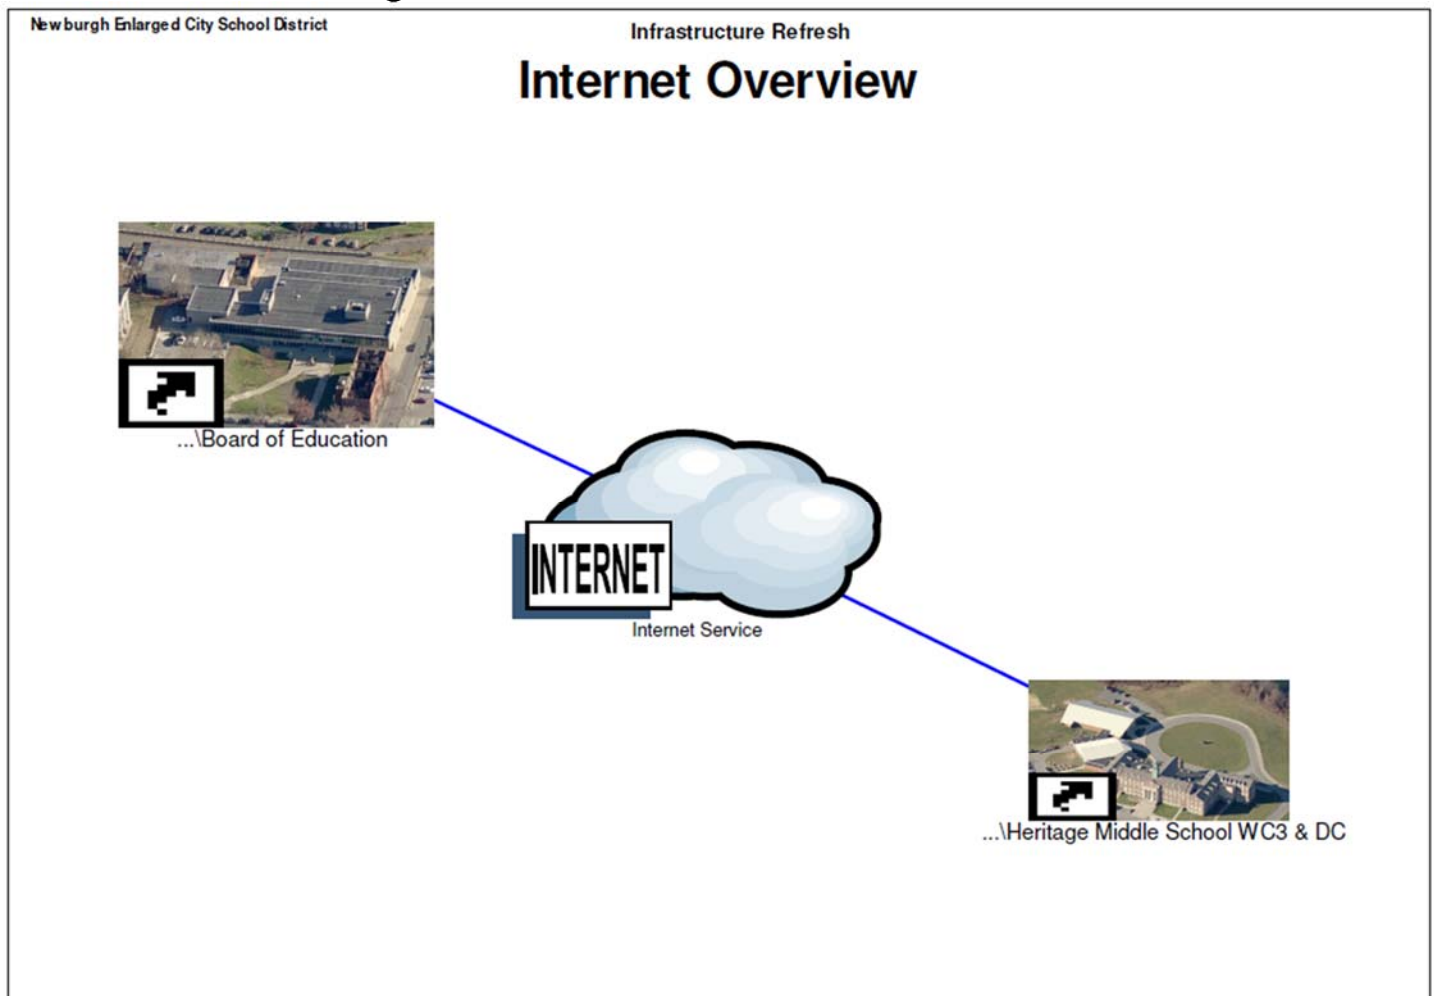 Newburgh Enlarged City School District
Infrastructure Refresh
Internet Overview
...\Board of Education
INTERNET
Internet Service
...\Heritage Middle School WC3 & DC